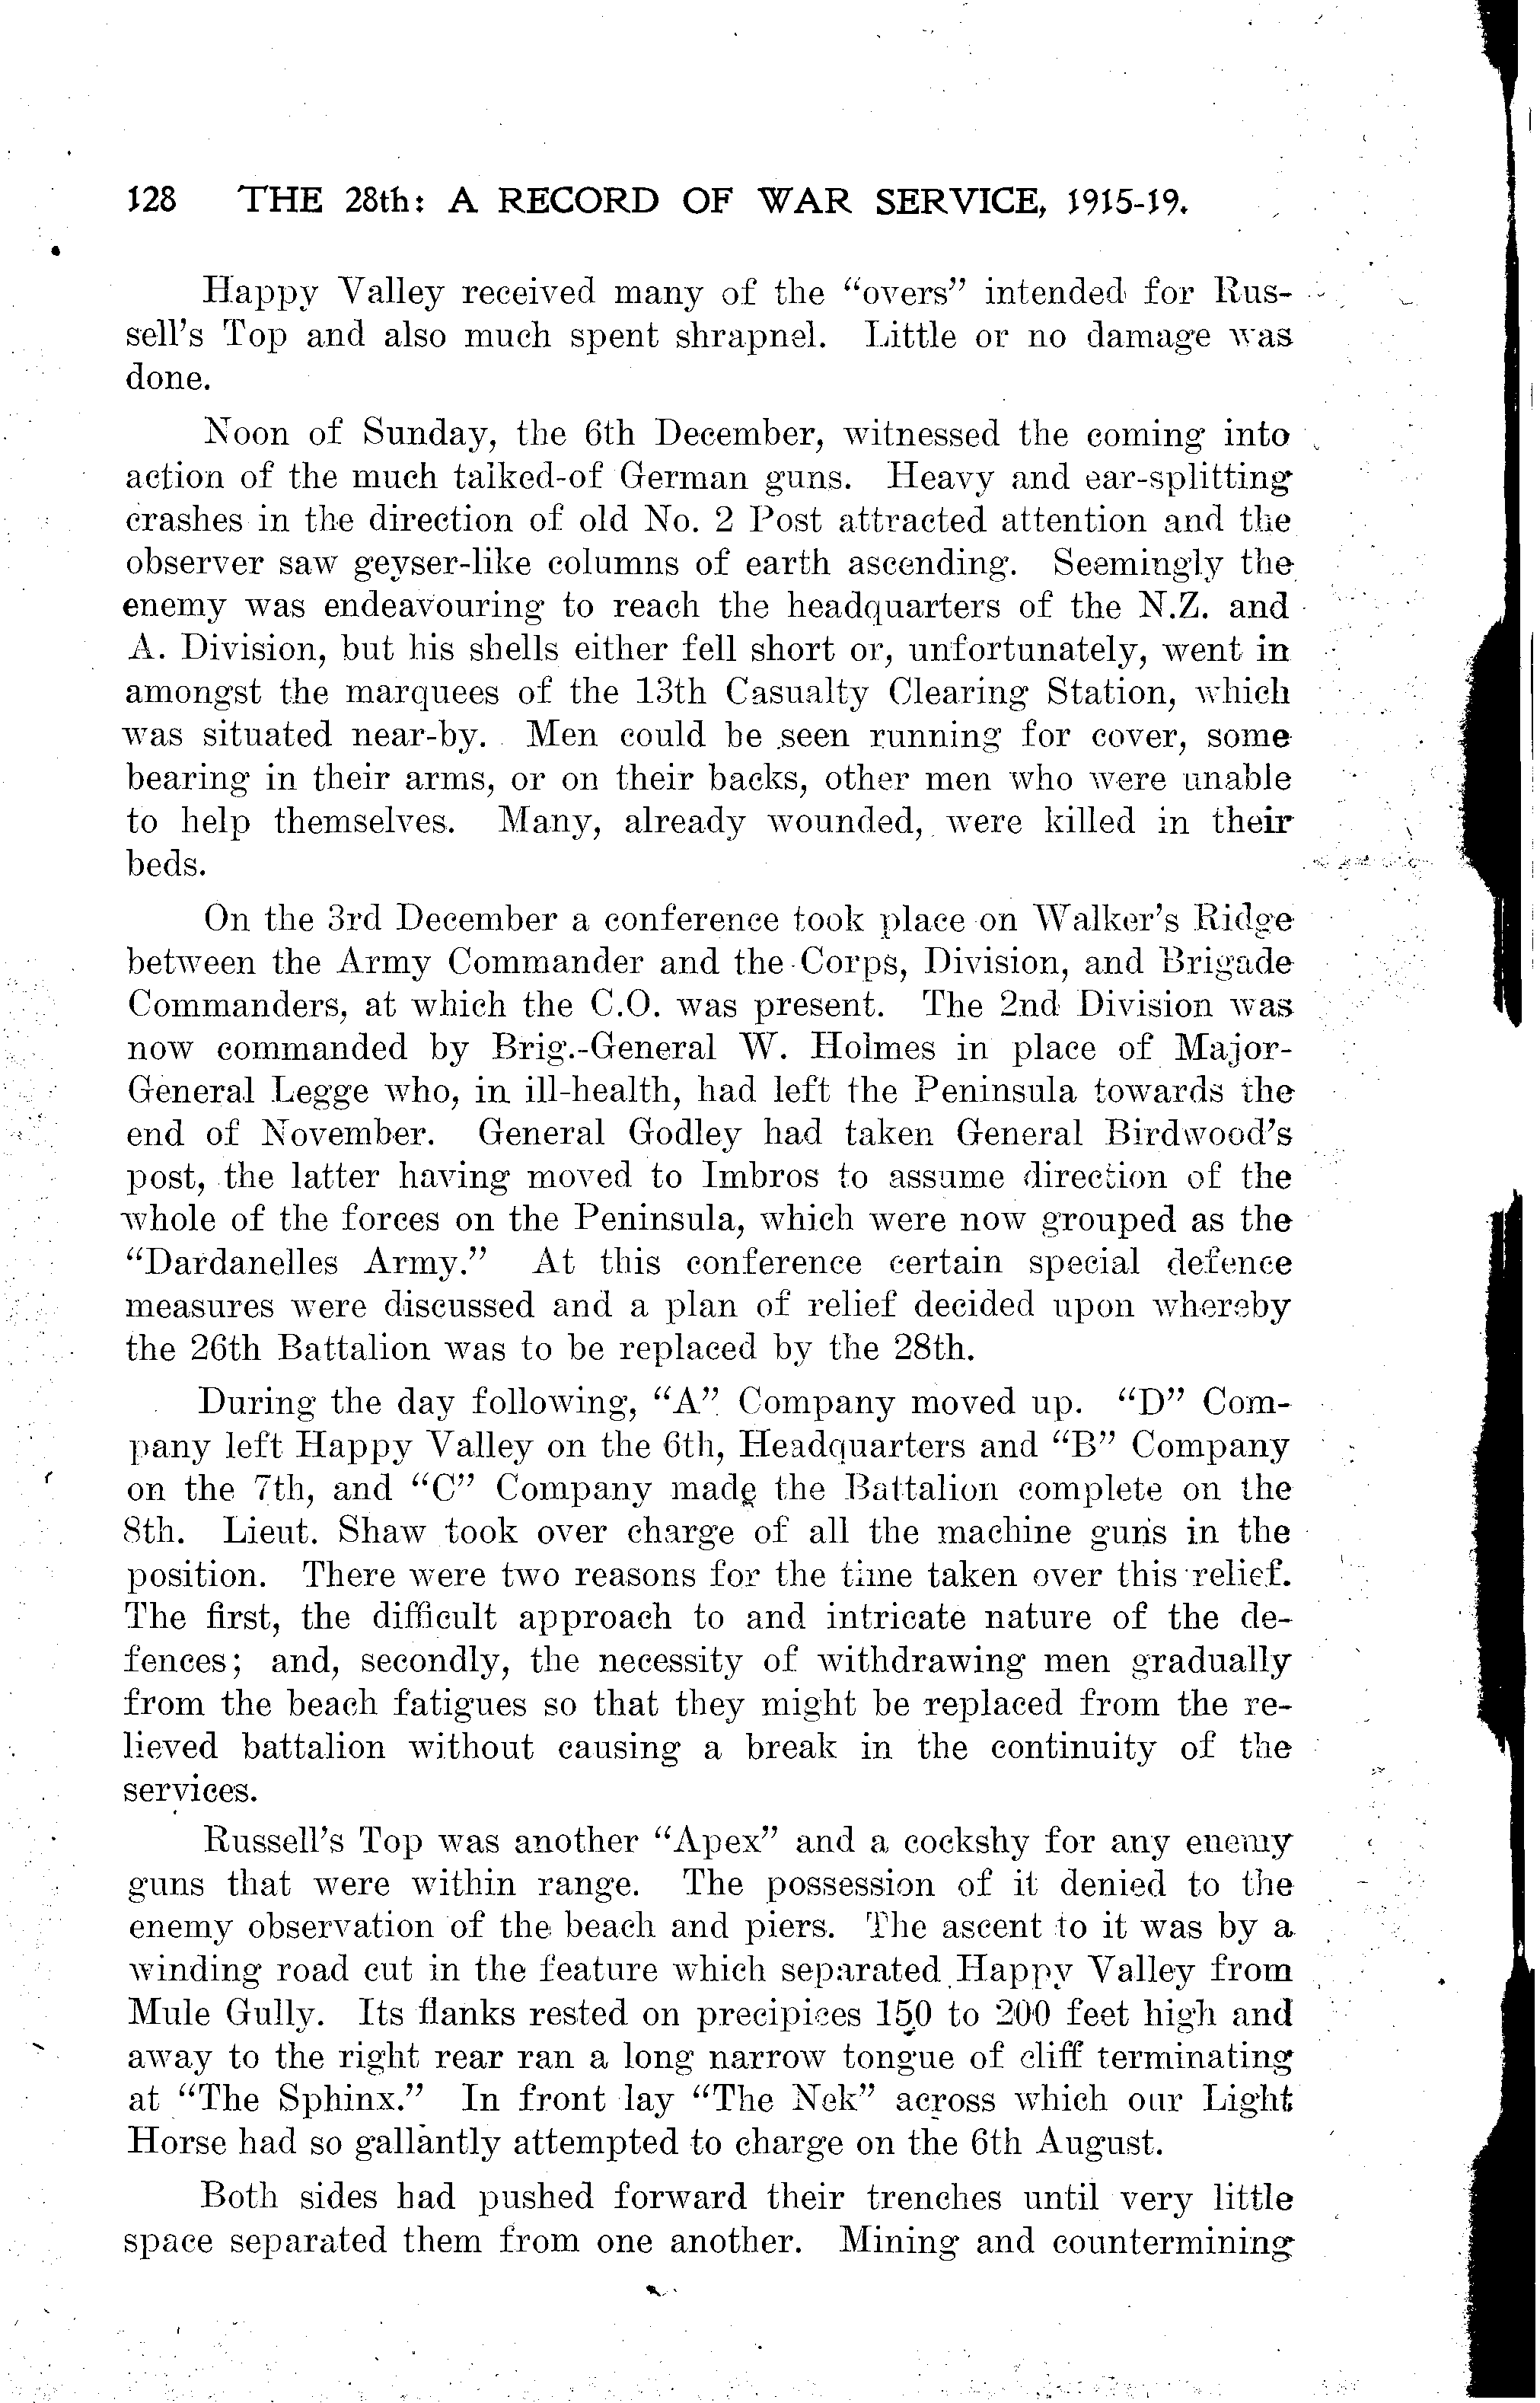 128 THE 28th: A RECORD OF WAR SERVICE, 1915-19.
Happy Valley received many of the “overs” intended for Rus-
sell's Top and also much spent shrapnel. Little or no damage was
done.
Noon of Sunday, the 6th December, witnessed the coming into
action of the much talked-of German guns. Heavy and ear-splitting
crashes in the direction of old No. 2 Post attracted attention and the
observer saw geyser-like columns of earth ascending. Seemingly the
enemy was endeavouring to reach the headquarters of the N.Z. and
A. Division, but his shells either fell short or, unfortunately, went in
amongst the marquees of the 13th Casualty Clearing Station, which
was situated near-by. Men could be seen running for cover, some
bearing in their arms, or on their backs, other men who were unable
to help themselves. Many, already wounded, were killed in their
beds.
On the 3rd December a conference took place on Walker's Ridge
between the Army Commander and the Corps, Division, and Brigade
Commanders, at which the C.O. was present. The 2nd Division was
now commanded by Brig.-General W. Holmes in place of Major-
General Legge who, in ill-health, had left the Peninsula towards the
end of November. General Godley had taken General Birdwood's
post, the latter having moved to Imbros to assume direction of the
whole of the forces on the Peninsula, which were now grouped as the
“Dardanelles Army.” At this conference certain special defence
measures were discussed and a plan of relief decided upon whereby
the 26th Battalion was to be replaced by the 28th.
During the day following, “A” Company moved up. “D” Com-
pany left Happy Valley on the 6th, Headquarters and “B” Company
on the 7th, and “C” Company made the Battalion complete on the
8th. Lieut. Shaw took over charge of all the machine guns in the
position. There were two reasons for the time taken over this relief.
The first, the difficult approach to and intricate nature of the de-
fences; and, secondly, the necessity of withdrawing men gradually
from the beach fatigues so that they might be replaced from the re-
lieved battalion without causing a break in the continuity of the
services.
Russell's Top was another “Apex” and a cockshy for any enemy
guns that were within range. The possession of it denied to the
enemy observation of the beach and piers. The ascent to it was by a
winding road cut in the feature which separated Happy Valley from
Mule Gully. Its flanks rested on precipices 150 to 200 feet high and
away to the right rear ran a long narrow tongue of cliff terminating
at “The Sphinx.” In front lay “The Nek” across which our Light
Horse had so gallantly attempted to charge on the 6th August.
Both sides had pushed forward their trenches until very little
space separated them from one another. Mining and countermining